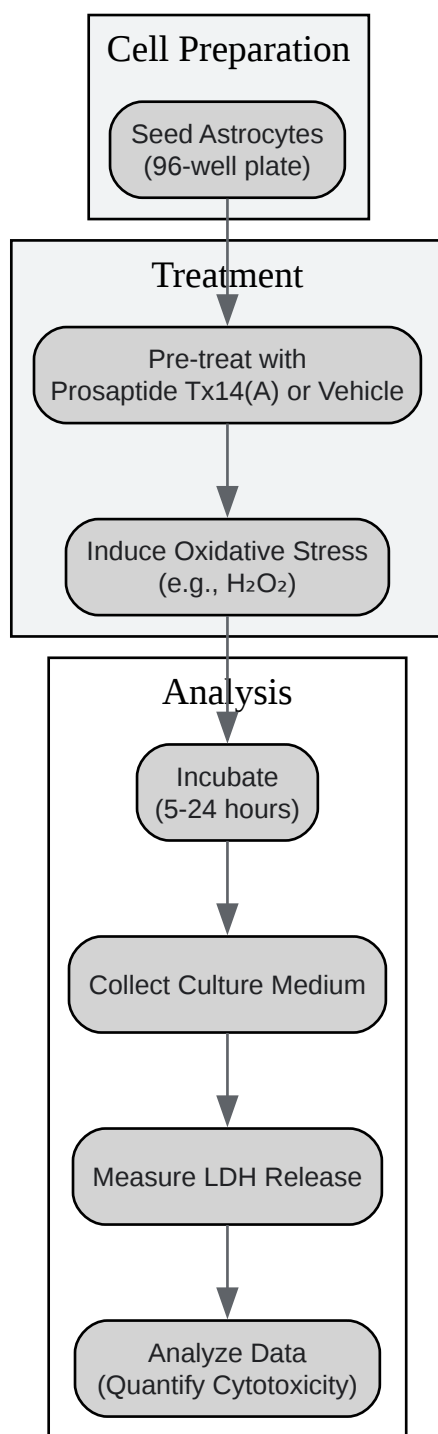 Cell Preparation
Seed Astrocytes
(96-well plate)
Treatment
Pre-treat with
Prosaptide Tx14(A) or Vehicle
Induce Oxidative Stress
(e.g., H₂O₂)
Analysis
Incubate
(5-24 hours)
Collect Culture Medium
Measure LDH Release
Analyze Data
(Quantify Cytotoxicity)